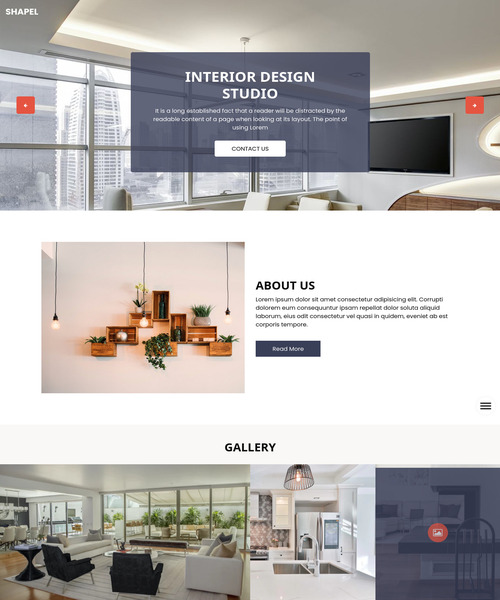 SHAPEL
INTERIOR DESIGN
STUDIO
It is a long established fact that a reader will be distracted by the
readable content of a page when looking at its layout. The point of
using Lorem
CONTACT US
ABOUT US
Lorem ipsum dolor sit amet consectetur adipisicing elit. Corrupti
dolorem eum consequuntur ipsam repellat dolor soluta aliquid
laborum, eius odit consectetur vel quasi in quidem, eveniet ab est
corporis tempore.
Read More
GALLERY